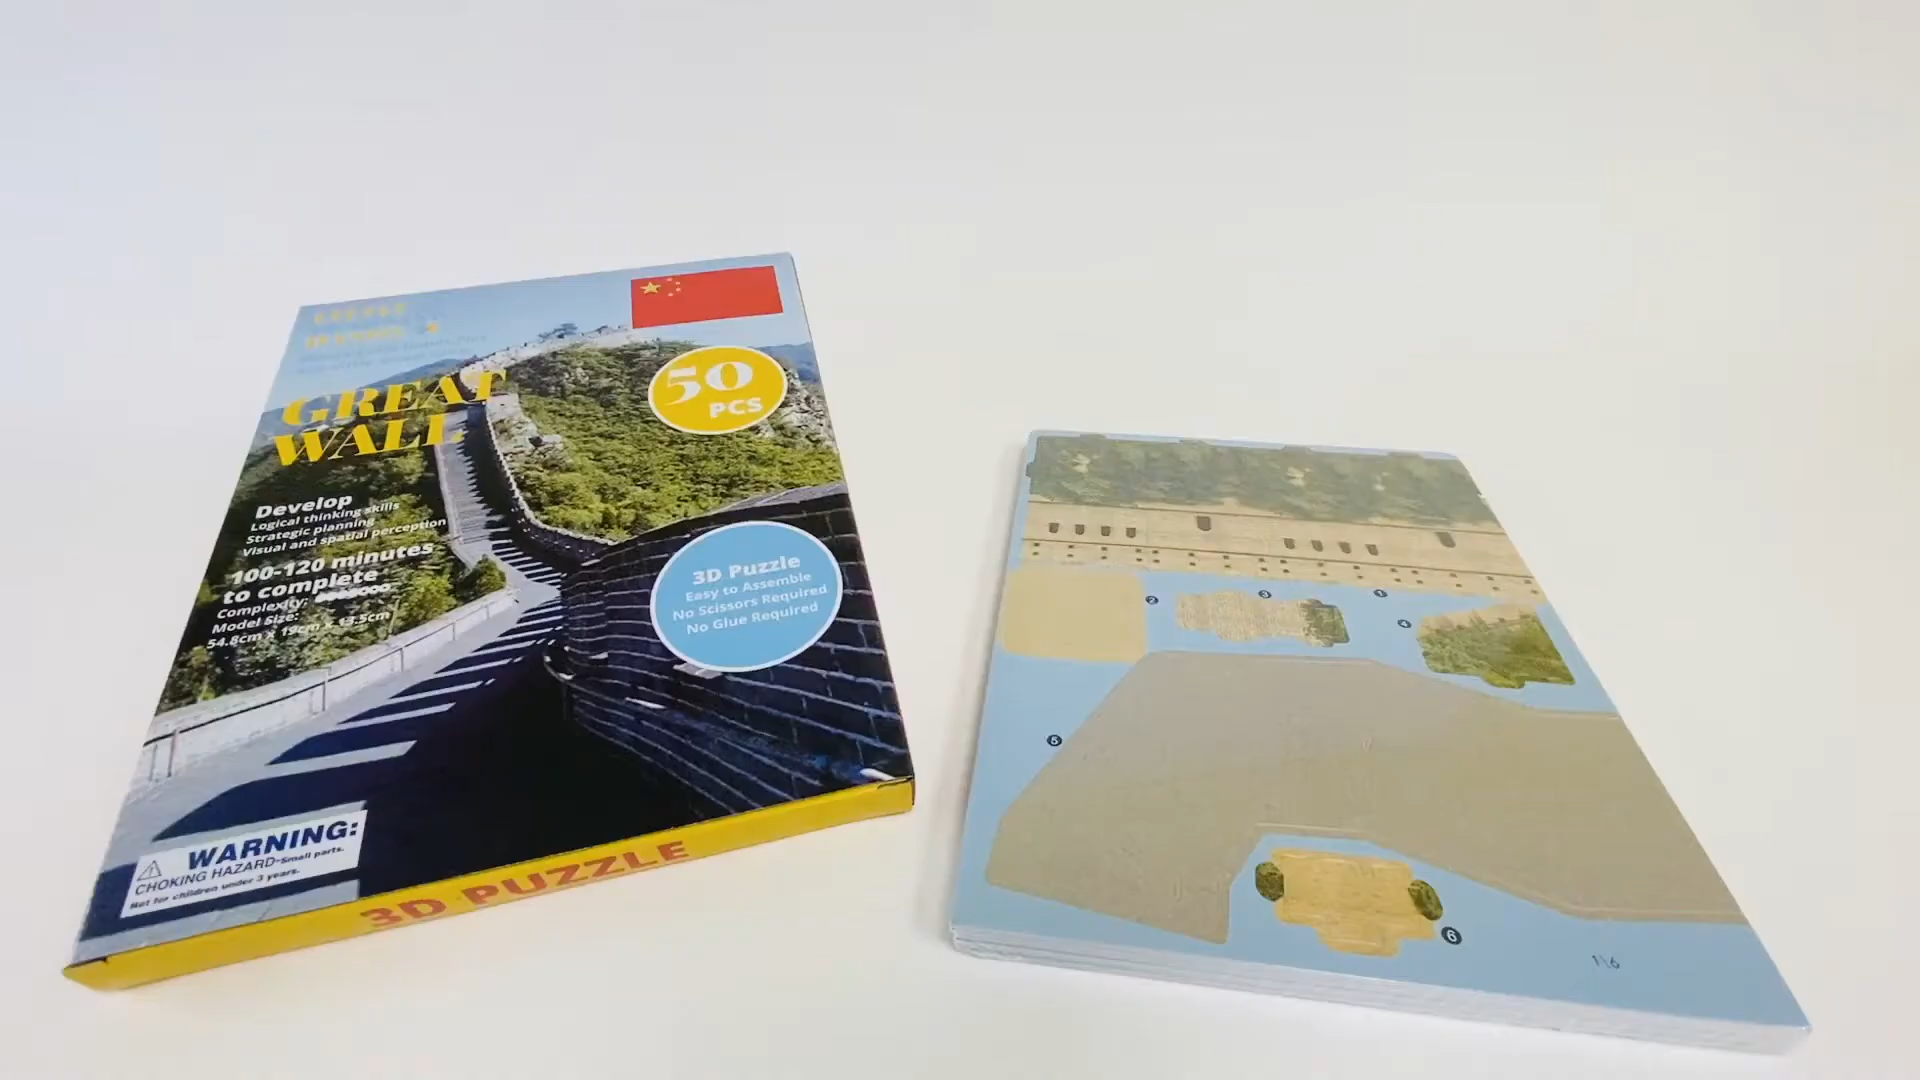 GREAT
WALL
50
PCS
Develop
Logical thinking skills
Strategic planning
Visual and spatial perception
100-120 minutes
to complete
Complexity:
Model Size:
54.8cm x 19cm x 13.5cm
3D Puzzle
Easy to Assemble
No Scissors Required
No Glue Required
WARNING:
CHOKING HAZARD-Small parts.
Not for children under 3 years.
3D PUZZLE
1
2
3
4
5
6
1\6